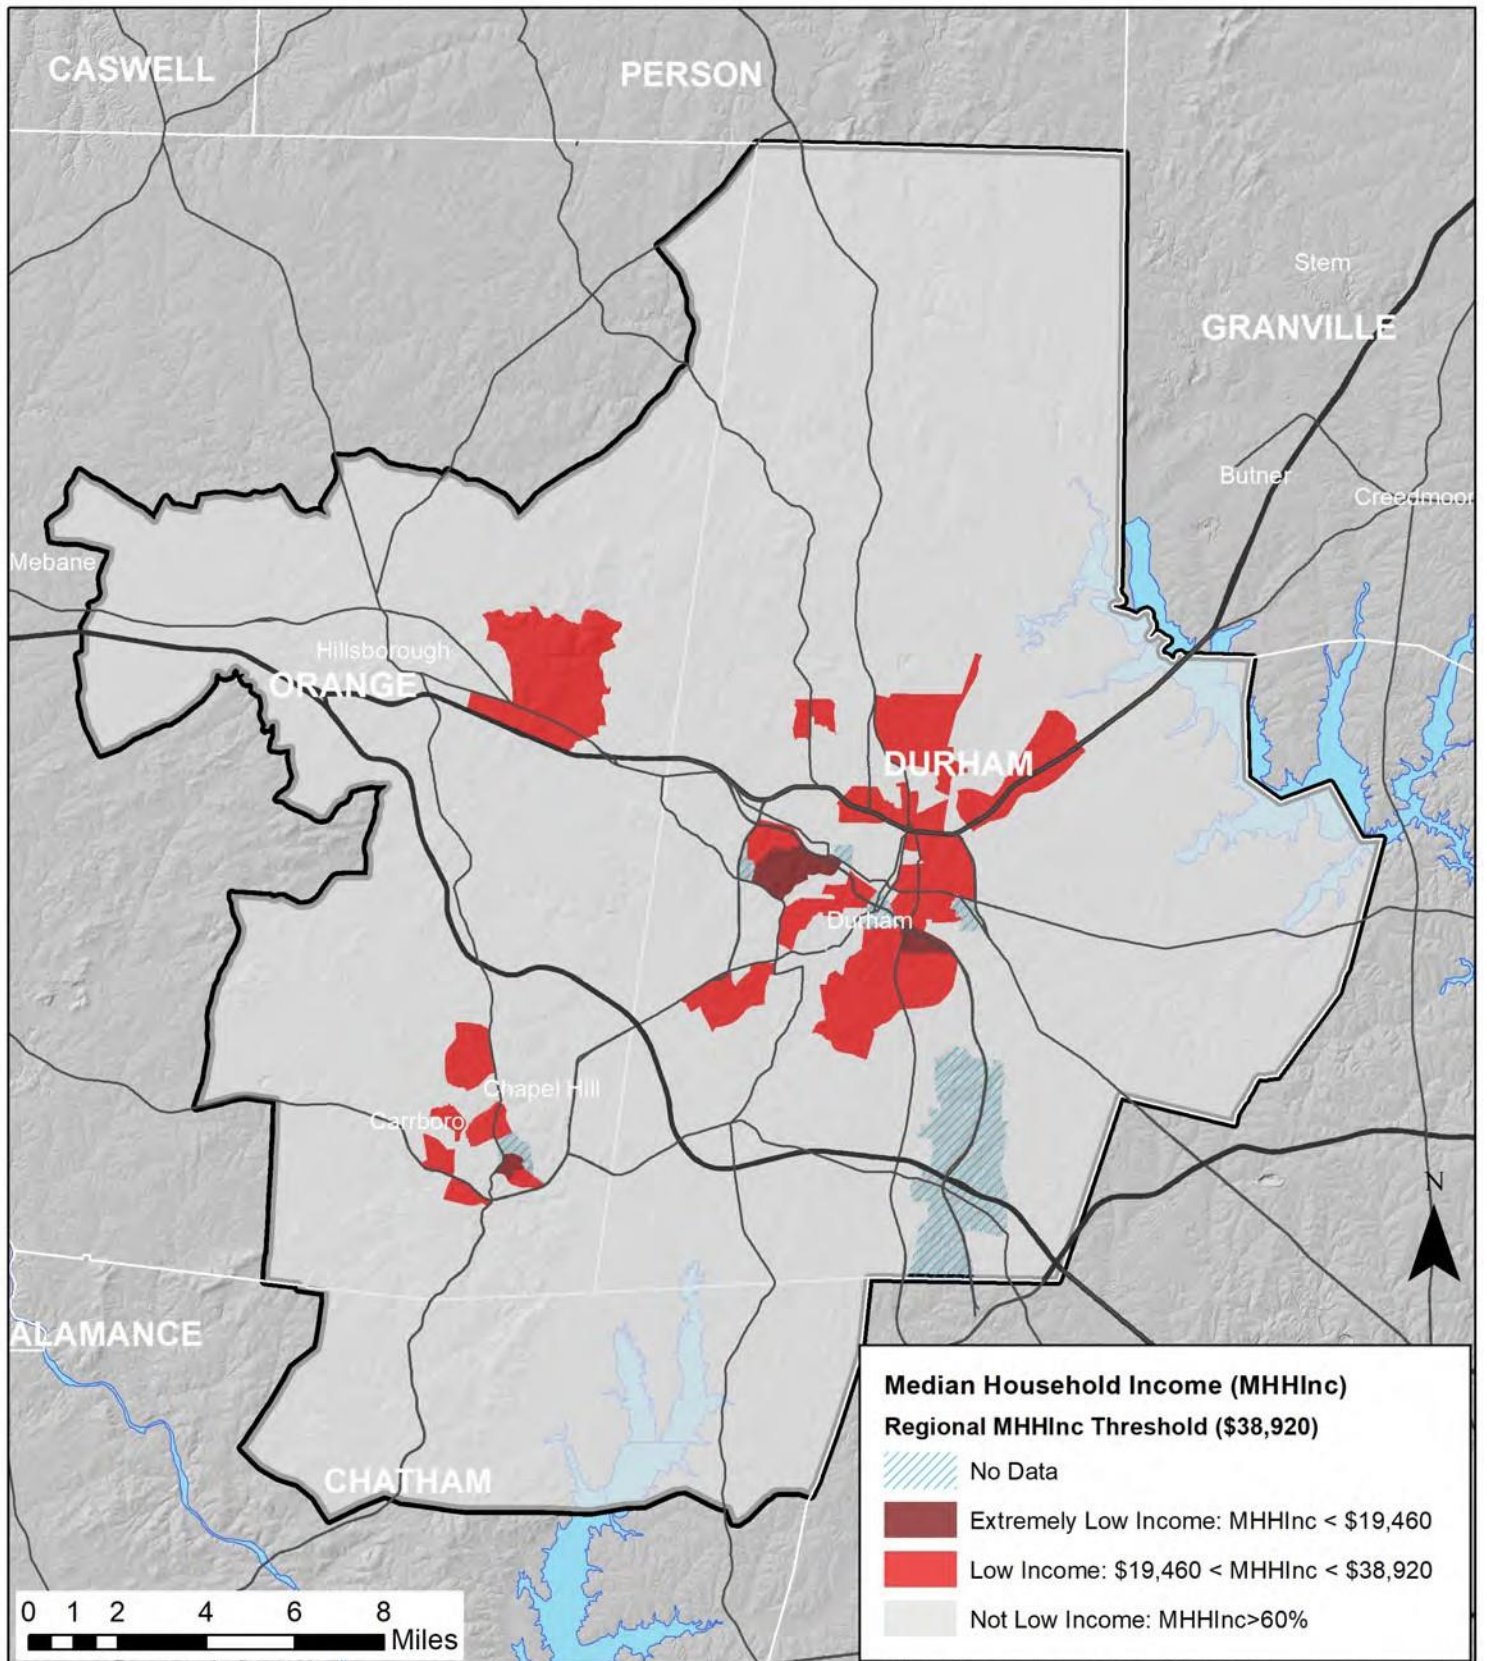 CASWELL
PERSON
Stem
GRANVILLE
Butner
Creedmoor
Mebane
Hillsborough
ORANGE
DURHAM
Durham
Chapel Hill
Carrboro
N
ALAMANCE
CHATHAM
Median Household Income (MHHInc)
Regional MHHInc Threshold ($38,920)
No Data
Extremely Low Income: MHHInc < $19,460
Low Income: $19,460 < MHHInc < $38,920
Not Low Income: MHHInc>60%
0 1 2 4 6 8
Miles